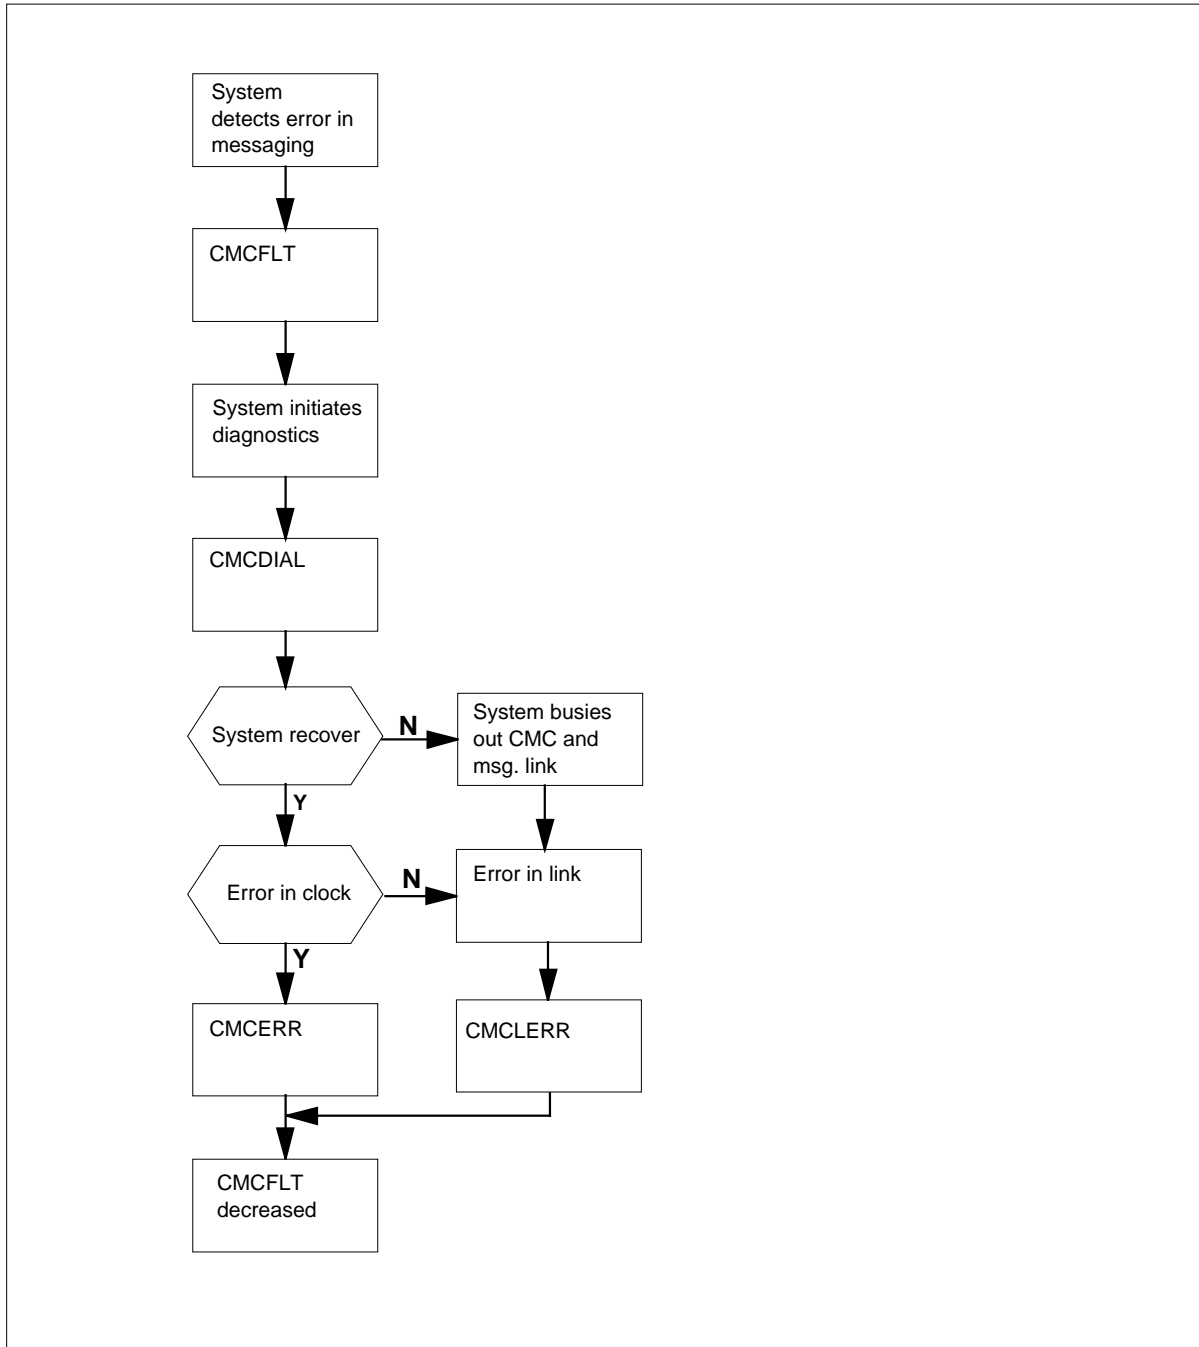 System
detects error in
messaging
CMCFLT
System initiates
diagnostics
CMCDIAL
System recover
N
System busies
out CMC and
msg. link
Y
Error in clock
N
Error in link
Y
CMCERR
CMCLERR
CMCFLT
decreased